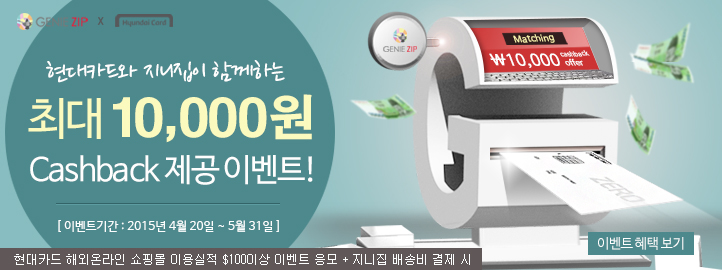 GENIE ZIP X Hyundai Card
현대카드와 지니집이 함께하는
최대 10,000원
Cashback 제공 이벤트!
[ 이벤트기간 : 2015년 4월 20일 ~ 5월 31일 ]
현대카드 해외온라인 쇼핑몰 이용실적 $100이상 이벤트 응모 + 지니집 배송비 결제 시
GENIE ZIP
Matching
₩10,000 cashback
offer
ZERO
이벤트 혜택 보기